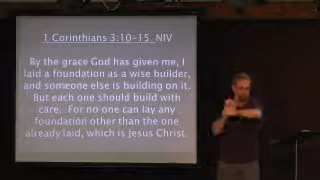 1 Corinthians 3:10-15 NIV
By the grace God has given me, I
laid a foundation as a wise builder,
and someone else is building on it.
But each one should build with
care. For no one can lay any
foundation other than the one
already laid, which is Jesus Christ.